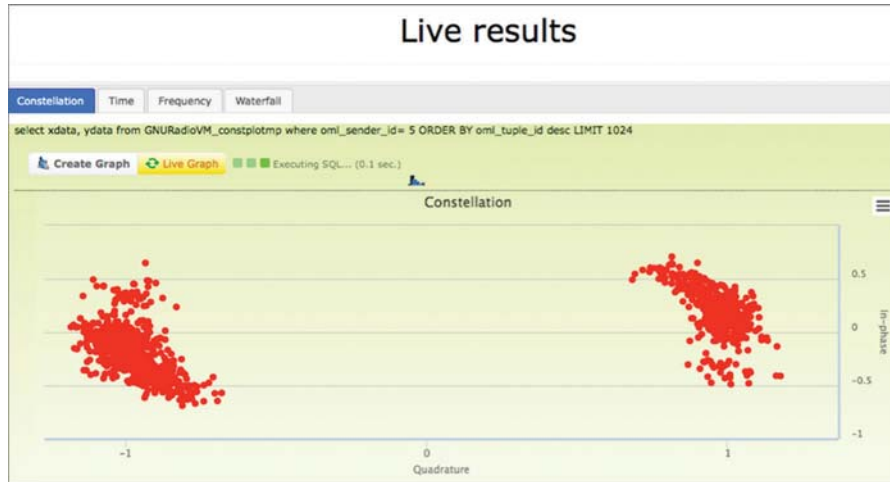 Live results
Constellation Time Frequency Waterfall
select xdata, ydata from GNURadioVM_constplotmp where oml_sender_id= 5 ORDER BY oml_tuple_id desc LIMIT 1024
Create Graph Live Graph Executing SQL... (0.1 sec.)
Constellation
0.5
0
-0.5
-1
In-phase
-1 0 1
Quadrature